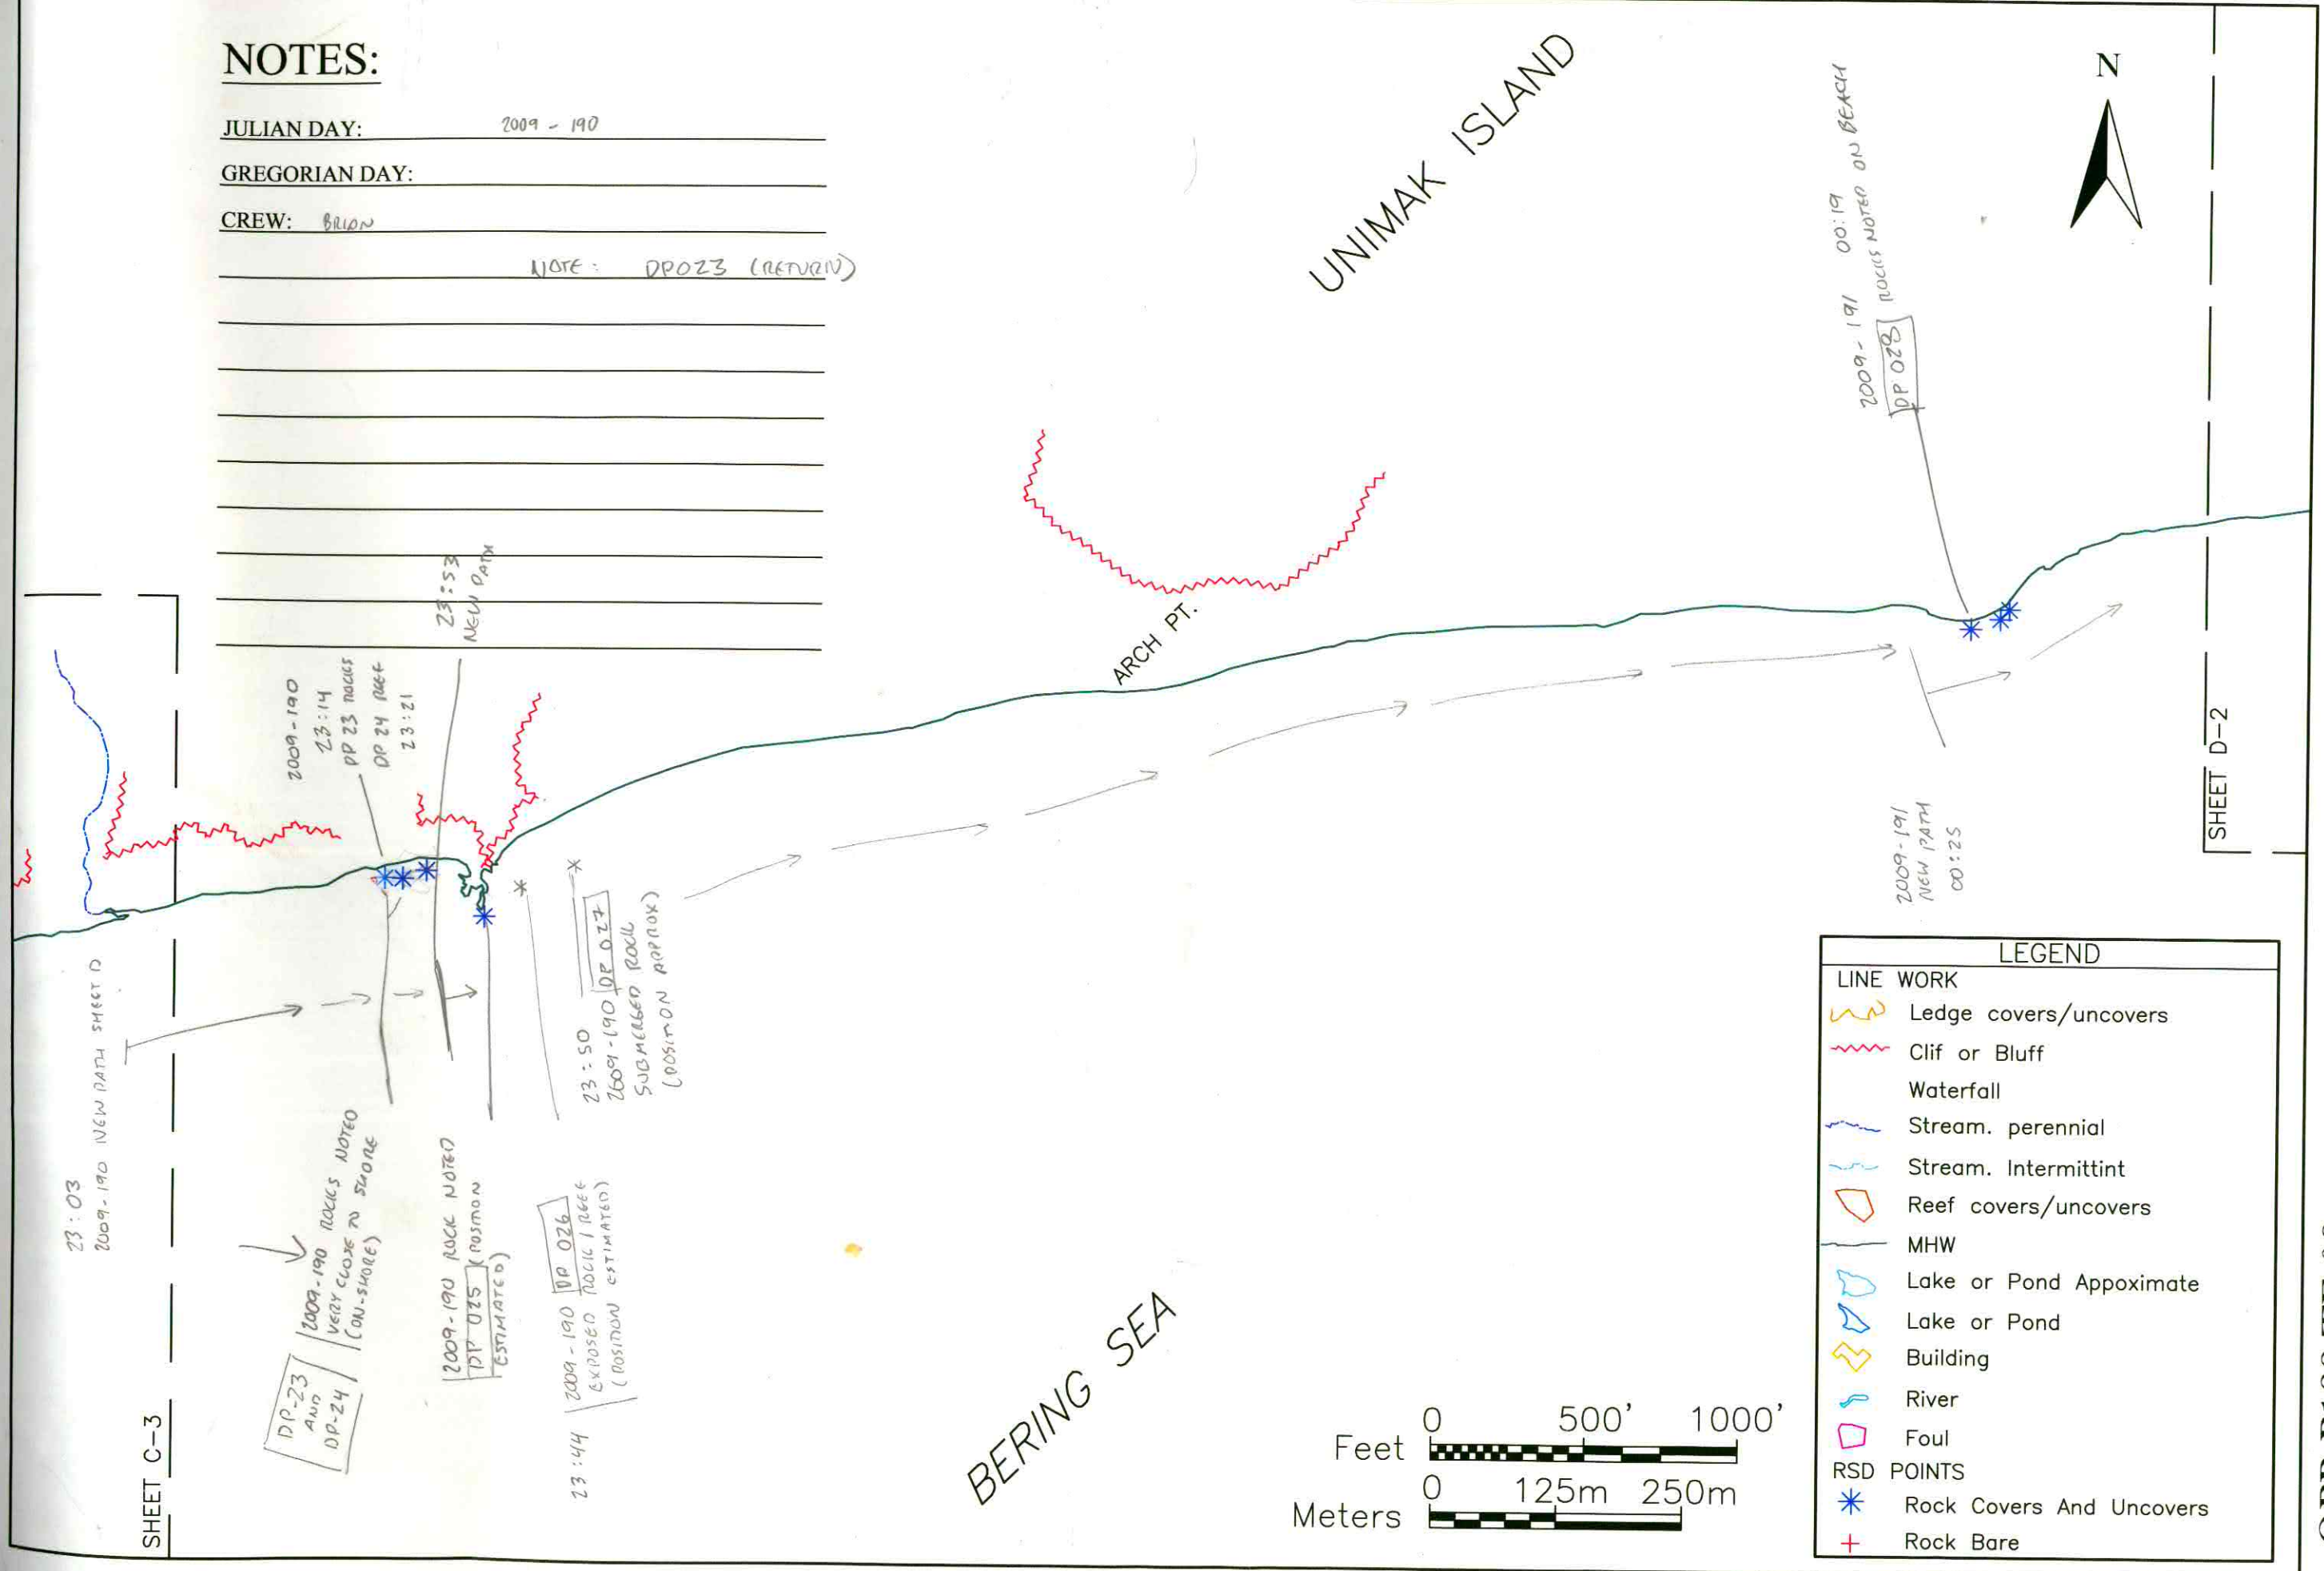 NOTES:
JULIAN DAY: 2009 - 190
GREGORIAN DAY:
CREW: BRIAN
NOTE: DP023 (RETURN)
UNIMAK ISLAND
N
2009 - 191 00:19
DP 028 ROCKS NOTED ON BEACH
23:53
NEW PATH
2009-190
23:14
DP 23 ROCKS
DP 24 REEF
23:21
ARCH PT.
SHEET D-2
2009-191
NEW PATH
00:25
23:03
2009-190 NEW PATH SHEET D
23:50
2009-190 DP 027
SUBMERGED ROCK
(POSITION APPROX)
DP-23
AND
DP-24
2009-190 ROCKS NOTED
VERY CLOSE TO SHORE
(ON-SHORE)
2009-190 ROCK NOTED
DP 025 (POSITION
ESTIMATED)
23:44
2009-190 DP 026
EXPOSED ROCK / REEF
(POSITION ESTIMATED)
SHEET C-3
BERING SEA
0 500' 1000'
Feet
0 125m 250m
Meters
LEGEND
LINE WORK
Ledge covers/uncovers
Clif or Bluff
Waterfall
Stream. perennial
Stream. Intermittint
Reef covers/uncovers
MHW
Lake or Pond Appoximate
Lake or Pond
Building
River
Foul
RSD POINTS
Rock Covers And Uncovers
Rock Bare